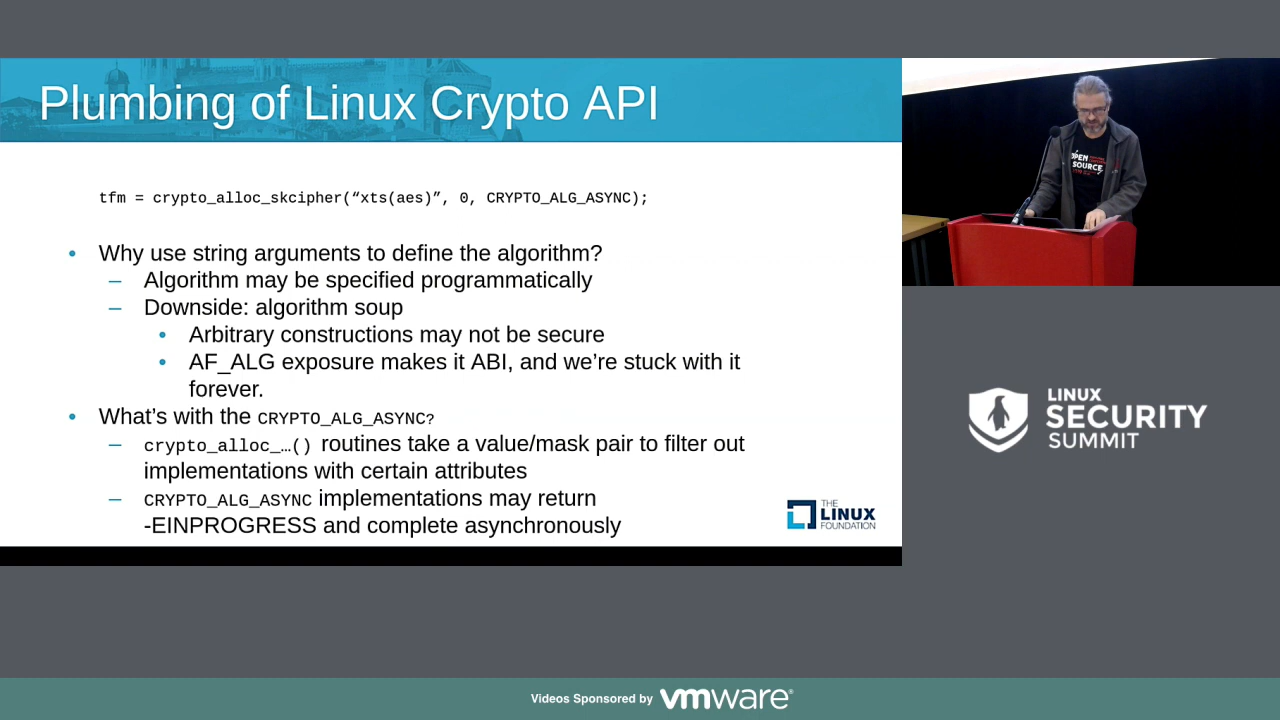 Plumbing of Linux Crypto API
tfm = crypto_alloc_skcipher(“xts(aes)”, 0, CRYPTO_ALG_ASYNC);
• Why use string arguments to define the algorithm?
– Algorithm may be specified programmatically
– Downside: algorithm soup
• Arbitrary constructions may not be secure
• AF_ALG exposure makes it ABI, and we’re stuck with it
forever.
• What’s with the CRYPTO_ALG_ASYNC?
– crypto_alloc_…() routines take a value/mask pair to filter out
implementations with certain attributes
– CRYPTO_ALG_ASYNC implementations may return
-EINPROGRESS and complete asynchronously
THE
LINUX
FOUNDATION
OPEN
SOURCE
LINUX
SECURITY
SUMMIT
Videos Sponsored by vmware®